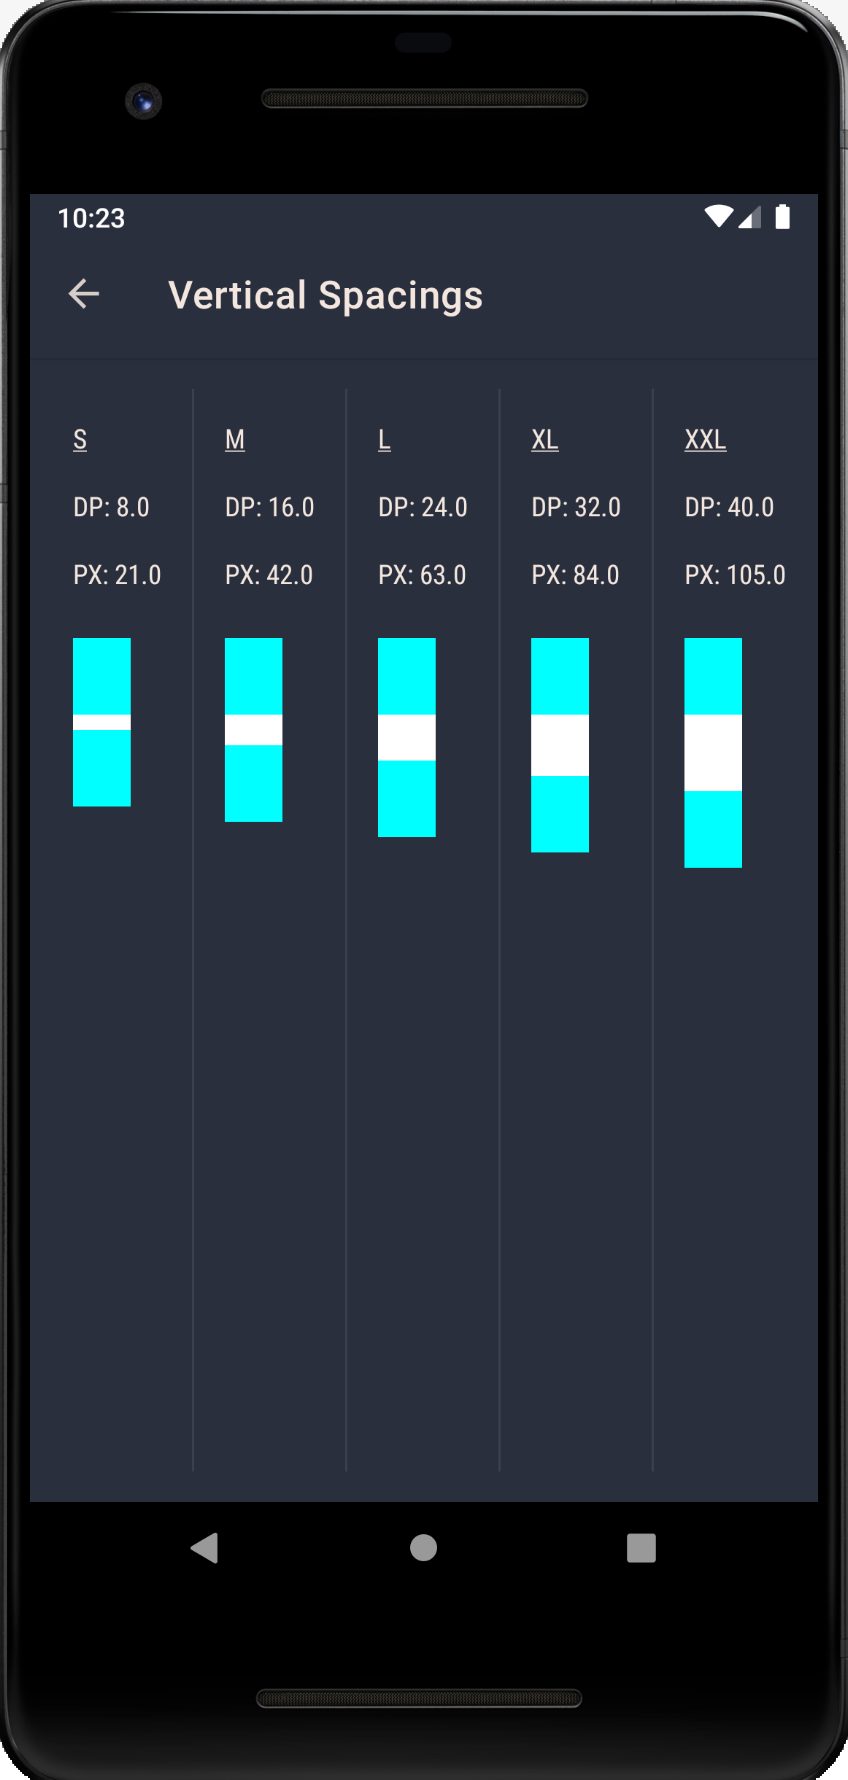 10:23
Vertical Spacings
S
DP: 8.0
PX: 21.0
M
DP: 16.0
PX: 42.0
L
DP: 24.0
PX: 63.0
XL
DP: 32.0
PX: 84.0
XXL
DP: 40.0
PX: 105.0